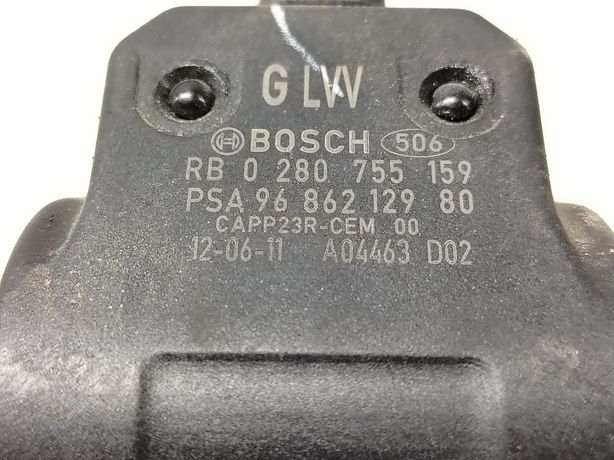 G LVV
BOSCH 506
RB 0 280 755 159
PSA 96 862 129 80
CAPP23R-CEM 00
12-06-11 A04463 D02